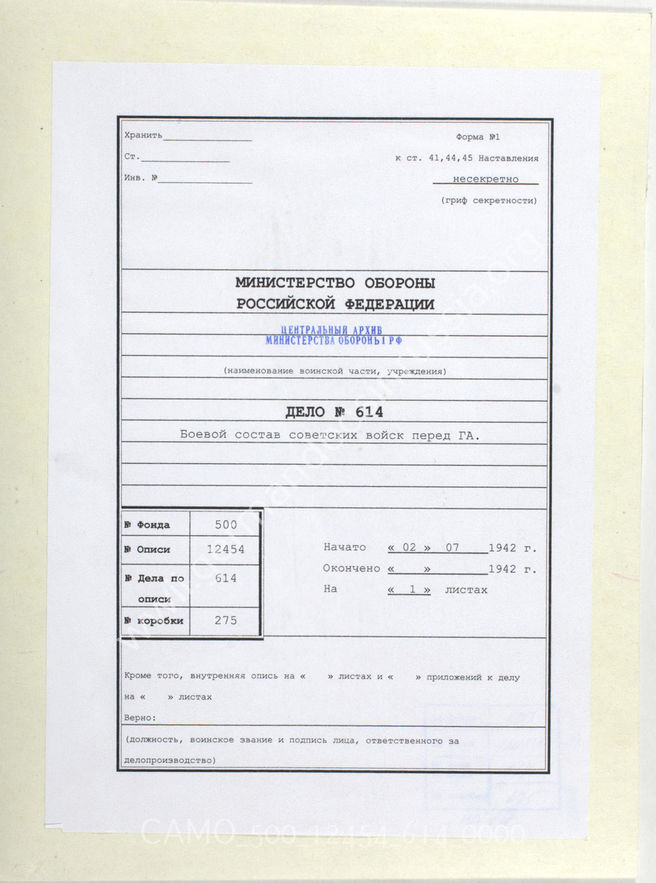 Хранить
Форма №1
Ст.
к ст. 41,44,45 Наставления
Инв. №
несекретно
(гриф секретности)
МИНИСТЕРСТВО ОБОРОНЫ
РОССИЙСКОЙ ФЕДЕРАЦИИ
ЦЕНТРАЛЬНЫЙ АРХИВ
МИНИСТЕРСТВА ОБОРОНЫ РФ
(наименование воинской части, учреждения)
ДЕЛО № 614
Боевой состав советских войск перед ГА.
№ Фонда 500
№ Описи 12454
№ Дела по
описи
614
№ коробки 275
Начато « 02 » 07 1942 г.
Окончено « » 1942 г.
На « 1 » листах
Кроме того, внутренняя опись на « » листах и « » приложений к делу
на « » листах
Верно:
(должность, воинское звание и подпись лица, ответственного за
делопроизводство)
CAMO_500_12454_614_0000